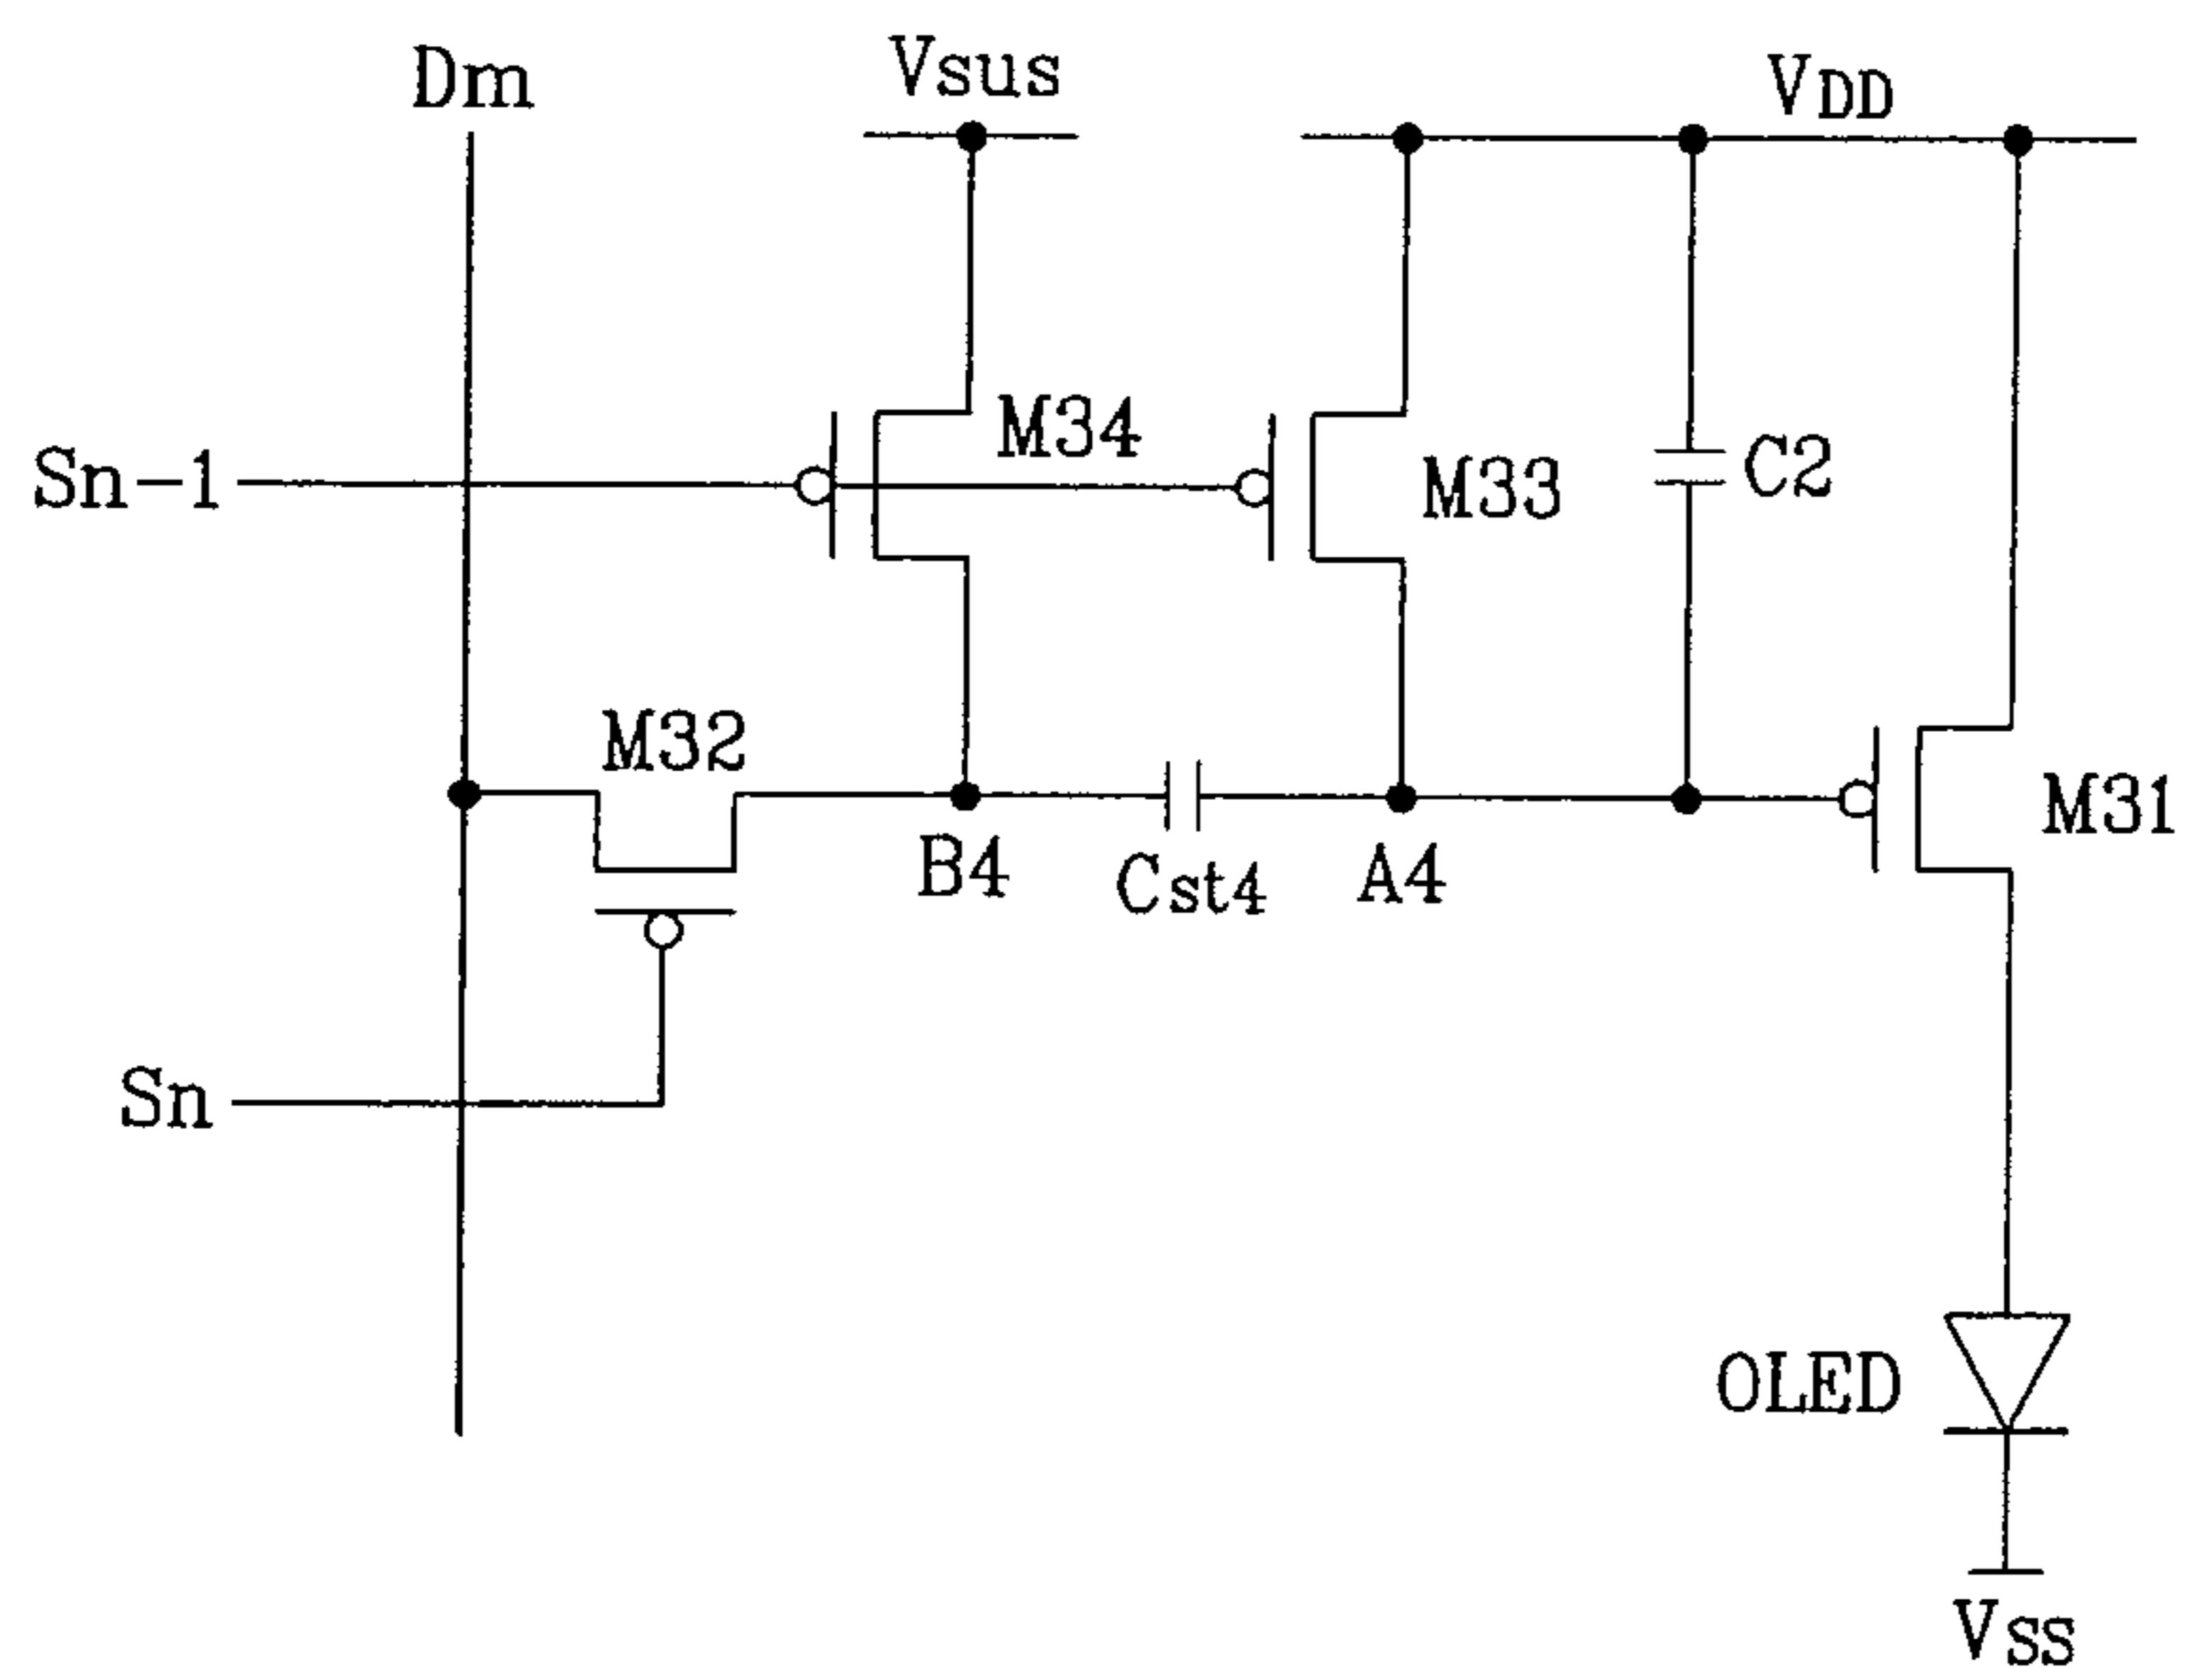 Dm
Vsus
VDD
M34
Sn-1
M33
C2
M32
M31
B4
Cst4
A4
Sn
OLED
VSS